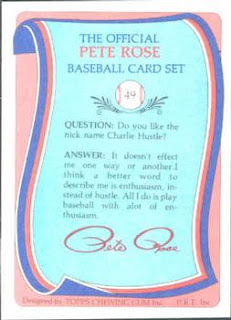 THE OFFICIAL
PETE ROSE
BASEBALL CARD SET
49
QUESTION: Do you like the
nick name Charlie Hustle?
ANSWER: It doesn't effect
me one way or another.I
think a better word to
describe me is enthusiasm, in-
stead of hustle. All I do is play
baseball with alot of en-
thusiasm.
Pete Rose
Designed by TOPPS CHEWING GUM Inc. P.R.E. Inc.